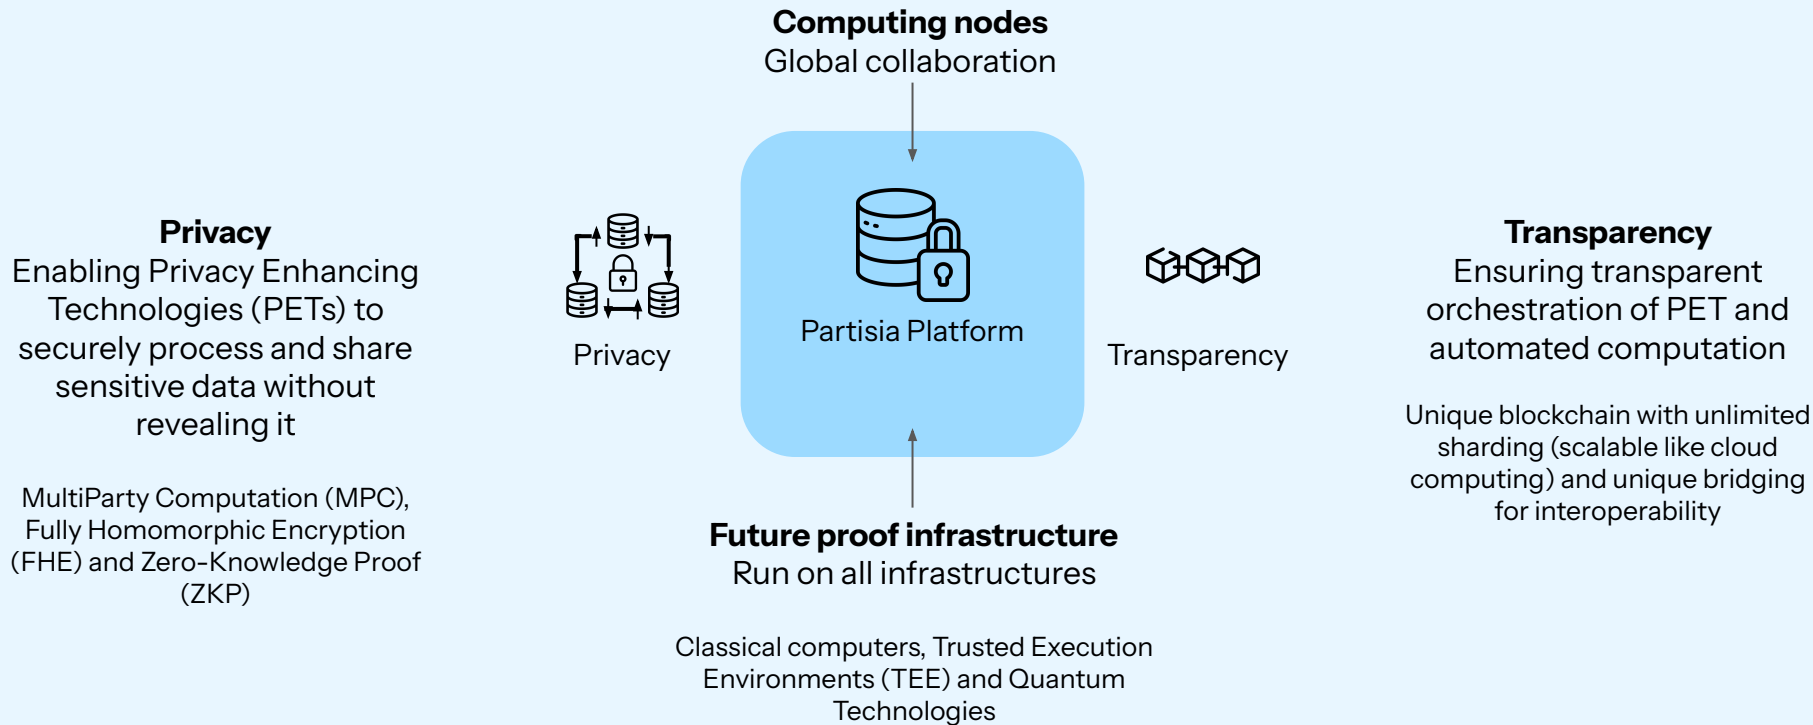 Computing nodes
Global collaboration
Privacy
Enabling Privacy Enhancing
Technologies (PETs) to
securely process and share
sensitive data without
revealing it
MultiParty Computation (MPC),
Fully Homomorphic Encryption
(FHE) and Zero-Knowledge Proof
(ZKP)
Privacy
Partisia Platform
Transparency
Transparency
Ensuring transparent
orchestration of PET and
automated computation
Unique blockchain with unlimited
sharding (scalable like cloud
computing) and unique bridging
for interoperability
Future proof infrastructure
Run on all infrastructures
Classical computers, Trusted Execution
Environments (TEE) and Quantum
Technologies